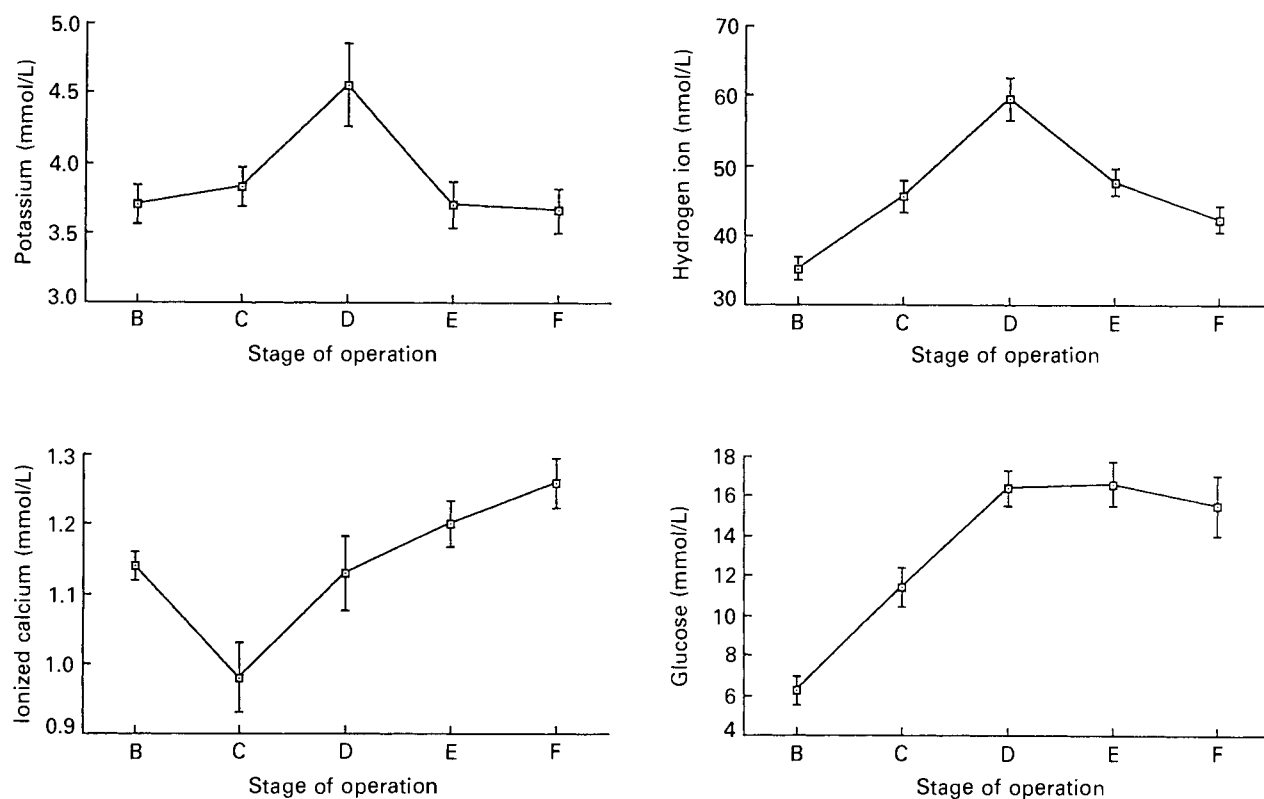 Potassium (mmol/L)
5.0
4.5
4.0
3.5
3.0
B C D E F
Stage of operation
Hydrogen ion (nmol/L)
70
60
50
40
30
B C D E F
Stage of operation
Ionized calcium (mmol/L)
1.3
1.2
1.1
1.0
0.9
B C D E F
Stage of operation
Glucose (mmol/L)
18
16
14
12
10
8
6
4
B C D E F
Stage of operation